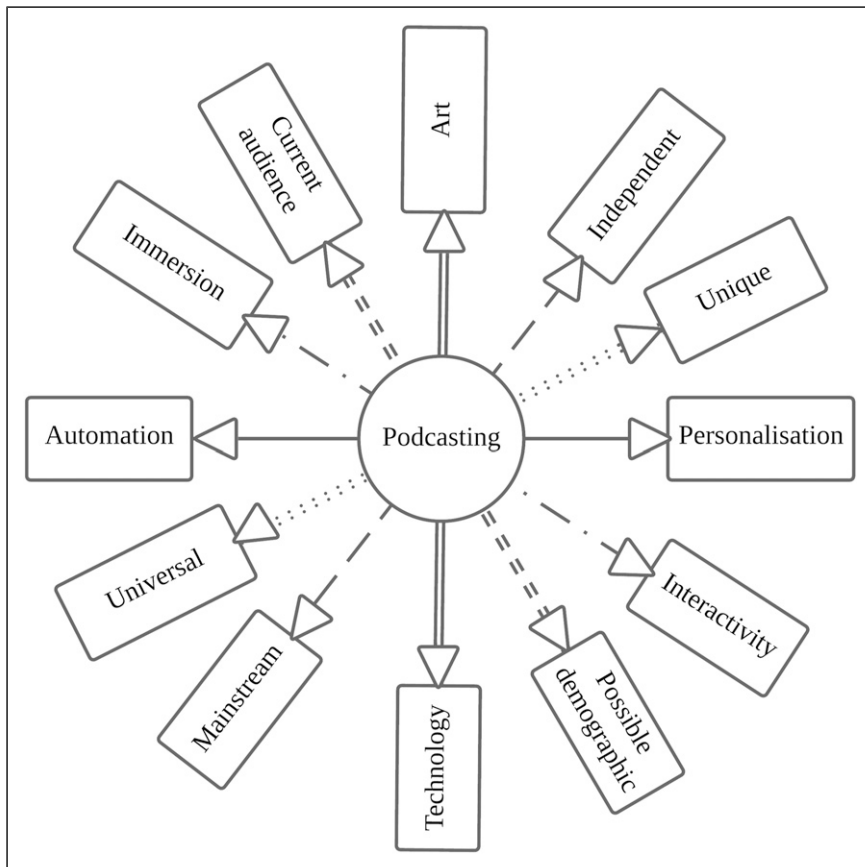 Art
Current
audience
Independent
Immersion
Unique
Automation
Podcasting
Personalisation
Universal
Interactivity
Mainstream
Possible
demographic
Technology